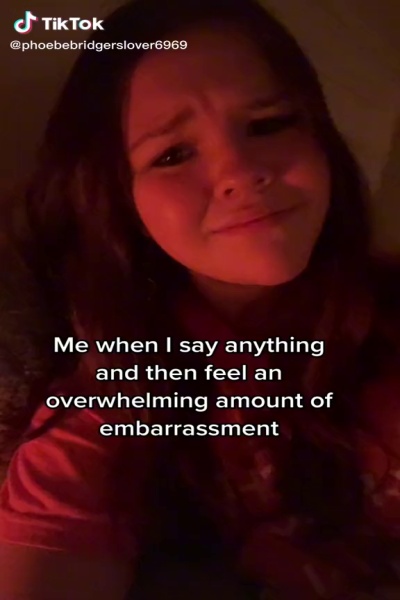 TikTok
@phoebebridgerslover6969
Me when I say anything
and then feel an
overwhelming amount of
embarrassment